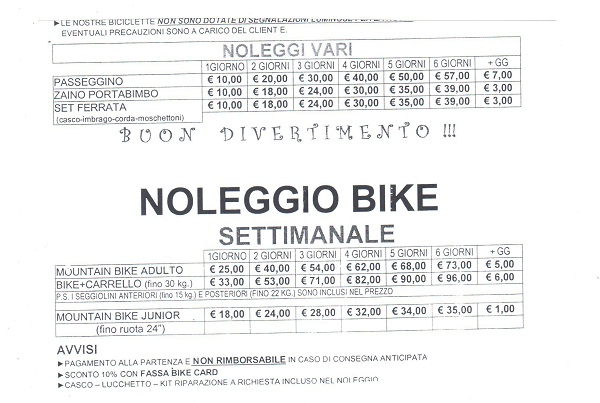 ►LE NOSTRE BICICLETTE NON SONO DOTATE DI SEGNALAZIONI LUMINOSE
EVENTUALI PRECAUZIONI SONO A CARICO DEL CLIENT E.
NOLEGGI VARI
1GIORNO 2 GIORNI 3 GIORNI 4 GIORNI 5 GIORNI 6 GIORNI + GG
PASSEGGINO € 10,00 € 20,00 € 30,00 € 40,00 € 50,00 € 57,00 € 7,00
ZAINO PORTABIMBO € 10,00 € 18,00 € 24,00 € 30,00 € 35,00 € 39,00 € 3,00
SET FERRATA € 10,00 € 18,00 € 24,00 € 30,00 € 35,00 € 39,00 € 3,00
(casco-imbrago-corda-moschettoni)
BUON DIVERTIMENTO !!!
NOLEGGIO BIKE
SETTIMANALE
1GIORNO 2 GIORNI 3 GIORNI 4 GIORNI 5 GIORNI 6 GIORNI + GG
MOUNTAIN BIKE ADULTO € 25,00 € 40,00 € 54,00 € 62,00 € 68,00 € 73,00 € 5,00
BIKE+CARRELLO (fino 30 kg.) € 33,00 € 53,00 € 71,00 € 82,00 € 90,00 € 96,00 € 6,00
P.S. I SEGGIOLINI ANTERIORI (fino 15 kg) E POSTERIORI (FINO 22 KG.) SONO INCLUSI NEL PREZZO
MOUNTAIN BIKE JUNIOR € 18,00 € 24,00 € 28,00 € 32,00 € 34,00 € 35,00 € 1,00
(fino ruota 24")
AVVISI
►PAGAMENTO ALLA PARTENZA E NON RIMBORSABILE IN CASO DI CONSEGNA ANTICIPATA
►SCONTO 10% CON FASSA BIKE CARD
►CASCO – LUCCHETTO – KIT RIPARAZIONE A RICHIESTA INCLUSO NEL NOLEGGIO